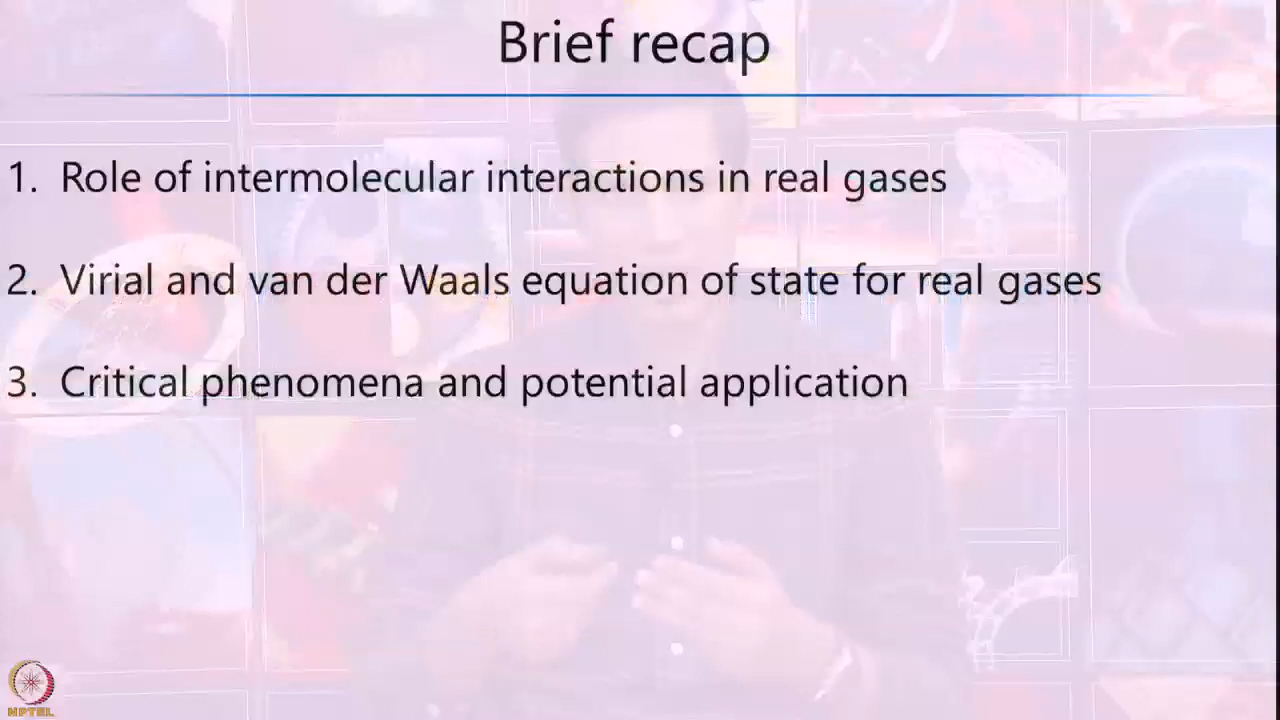 Brief recap
1. Role of intermolecular interactions in real gases
2. Virial and van der Waals equation of state for real gases
3. Critical phenomena and potential application
NPTEL